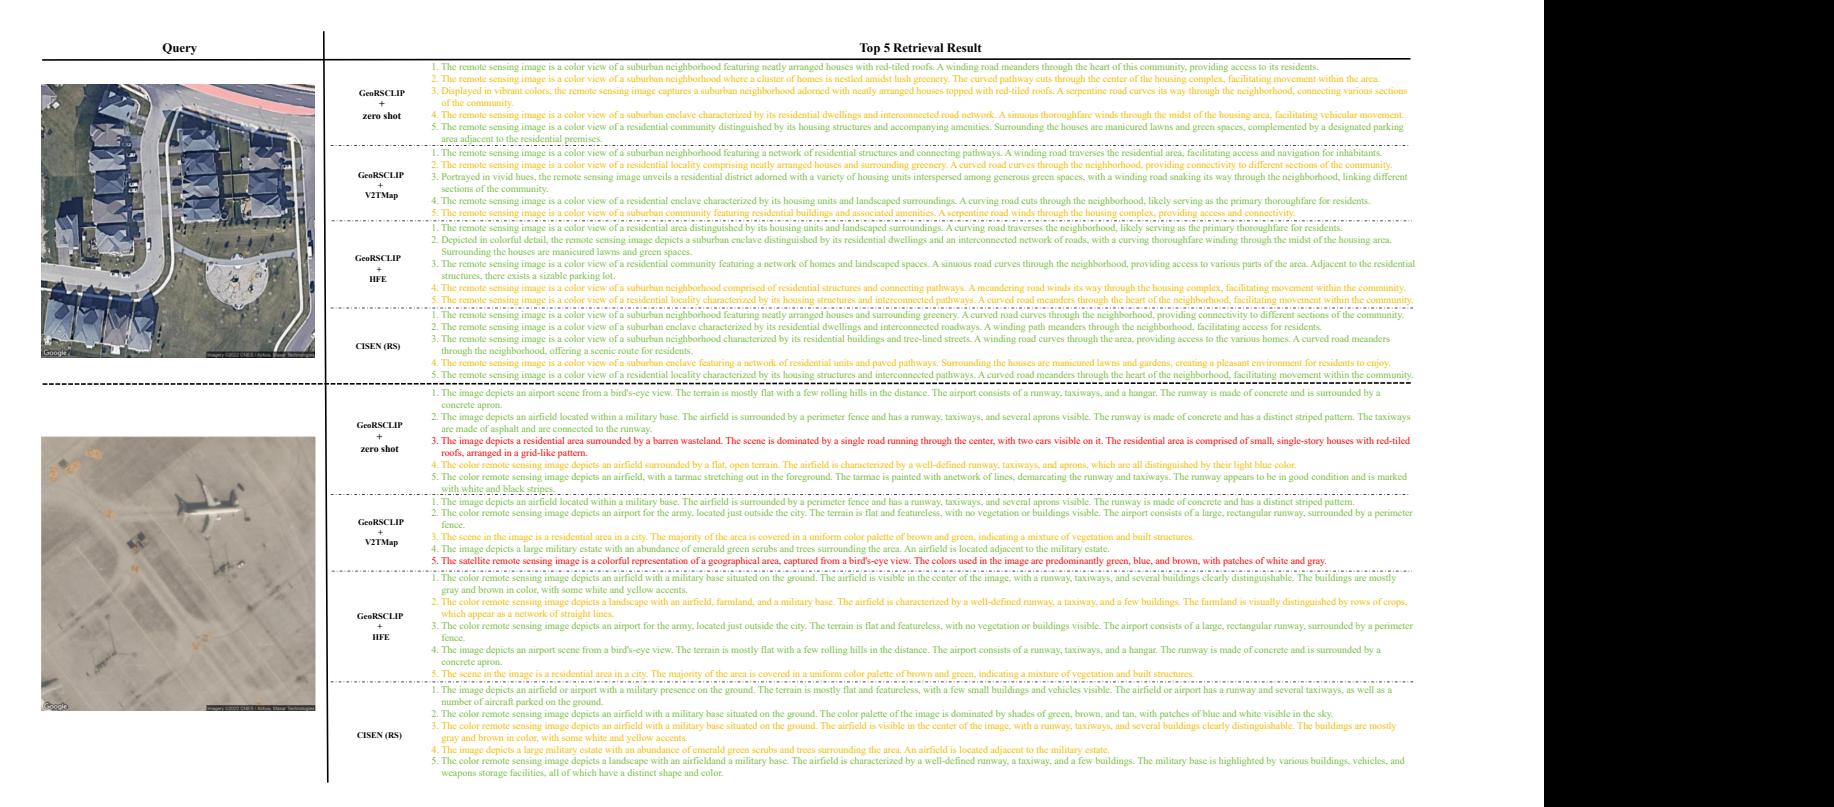 Query
Top 5 Retrieval Result
GeoRSCLIP
+
zero shot
1. The remote sensing image is a color view of a suburban neighborhood featuring neatly arranged houses with red-tiled roofs. A winding road meanders through the heart of this community, providing access to its residents.
2. The remote sensing image is a color view of a suburban neighborhood where a cluster of homes is nestled amidst lush greenery. The curved pathway cuts through the center of the housing complex, facilitating movement within the area.
3. Displayed in vibrant colors, the remote sensing image captures a suburban neighborhood adorned with neatly arranged houses topped with red-tiled roofs. A serpentine road curves its way through the neighborhood, connecting various sections
of the community.
4. The remote sensing image is a color view of a suburban enclave characterized by its residential dwellings and interconnected road network. A sinuous thoroughfare winds through the midst of the housing area, facilitating vehicular movement.
5. The remote sensing image is a color view of a residential community distinguished by its housing structures and accompanying amenities. Surrounding the houses are manicured lawns and green spaces, complemented by a designated parking
area adjacent to the residential premises.
GeoRSCLIP
+
V2TMap
1. The remote sensing image is a color view of a suburban neighborhood featuring a network of residential structures and connecting pathways. A winding road traverses the residential area, facilitating access and navigation for inhabitants.
2. The remote sensing image is a color view of a residential locality comprising neatly arranged houses and surrounding greenery. A curved road curves through the neighborhood, providing connectivity to different sections of the community.
3. Portrayed in vivid hues, the remote sensing image unveils a residential district adorned with a variety of housing units interspersed among generous green spaces, with a winding road snaking its way through the neighborhood, linking different
sections of the community.
4. The remote sensing image is a color view of a residential enclave characterized by its housing units and landscaped surroundings. A curving road cuts through the neighborhood, likely serving as the primary thoroughfare for residents.
5. The remote sensing image is a color view of a suburban community featuring residential buildings and associated amenities. A serpentine road winds through the housing complex, providing access and connectivity.
GeoRSCLIP
+
HFE
1. The remote sensing image is a color view of a residential area distinguished by its housing units and landscaped surroundings. A curving road traverses the neighborhood, likely serving as the primary thoroughfare for residents.
2. Depicted in colorful detail, the remote sensing image depicts a suburban enclave distinguished by its residential dwellings and an interconnected network of roads, with a curving thoroughfare winding through the midst of the housing area.
Surrounding the houses are manicured lawns and green spaces.
3. The remote sensing image is a color view of a residential community featuring a network of homes and landscaped spaces. A sinuous road curves through the neighborhood, providing access to various parts of the area. Adjacent to the residential
structures, there exists a sizable parking lot.
4. The remote sensing image is a color view of a suburban neighborhood comprised of residential structures and connecting pathways. A meandering road winds its way through the housing complex, facilitating movement within the community.
5. The remote sensing image is a color view of a residential locality characterized by its housing structures and interconnected pathways. A curved road meanders through the heart of the neighborhood, facilitating movement within the community.
CISEN (RS)
1. The remote sensing image is a color view of a suburban neighborhood featuring neatly arranged houses and surrounding greenery. A curved road curves through the neighborhood, providing connectivity to different sections of the community.
2. The remote sensing image is a color view of a suburban enclave characterized by its residential dwellings and interconnected roadways. A winding path meanders through the neighborhood, facilitating access for residents.
3. The remote sensing image is a color view of a suburban neighborhood characterized by its residential buildings and tree-lined streets. A winding road curves through the area, providing access to the various homes. A curved road meanders
through the neighborhood, offering a scenic route for residents.
4. The remote sensing image is a color view of a suburban enclave featuring a network of residential units and paved pathways. Surrounding the houses are manicured lawns and gardens, creating a pleasant environment for residents to enjoy.
5. The remote sensing image is a color view of a residential locality characterized by its housing structures and interconnected pathways. A curved road meanders through the heart of the neighborhood, facilitating movement within the community.
Google
Imagery ©2022 CNES / Airbus, Maxar Technologies
GeoRSCLIP
+
zero shot
1. The image depicts an airport scene from a bird's-eye view. The terrain is mostly flat with a few rolling hills in the distance. The airport consists of a runway, taxiways, and a hangar. The runway is made of concrete and is surrounded by a
concrete apron.
2. The image depicts an airfield located within a military base. The airfield is surrounded by a perimeter fence and has a runway, taxiways, and several aprons visible. The runway is made of concrete and has a distinct striped pattern. The taxiways
are made of asphalt and are connected to the runway.
3. The image depicts a residential area surrounded by a barren wasteland. The scene is dominated by a single road running through the center, with two cars visible on it. The residential area is comprised of small, single-story houses with red-tiled
roofs, arranged in a grid-like pattern.
4. The color remote sensing image depicts an airfield surrounded by a flat, open terrain. The airfield is characterized by a well-defined runway, taxiways, and aprons, which are all distinguished by their light blue color.
5. The color remote sensing image depicts an airfield, with a tarmac stretching out in the foreground. The tarmac is painted with anetwork of lines, demarcating the runway and taxiways. The runway appears to be in good condition and is marked
with white and black stripes.
GeoRSCLIP
+
V2TMap
1. The image depicts an airfield located within a military base. The airfield is surrounded by a perimeter fence and has a runway, taxiways, and several aprons visible. The runway is made of concrete and has a distinct striped pattern.
2. The color remote sensing image depicts an airport for the army, located just outside the city. The terrain is flat and featureless, with no vegetation or buildings visible. The airport consists of a large, rectangular runway, surrounded by a perimeter
fence.
3. The scene in the image is a residential area in a city. The majority of the area is covered in a uniform color palette of brown and green, indicating a mixture of vegetation and built structures.
4. The image depicts a large military estate with an abundance of emerald green scrubs and trees surrounding the area. An airfield is located adjacent to the military estate.
5. The satellite remote sensing image is a colorful representation of a geographical area, captured from a bird's-eye view. The colors used in the image are predominantly green, blue, and brown, with patches of white and gray.
GeoRSCLIP
+
HFE
1. The color remote sensing image depicts an airfield with a military base situated on the ground. The airfield is visible in the center of the image, with a runway, taxiways, and several buildings clearly distinguishable. The buildings are mostly
gray and brown in color, with some white and yellow accents.
2. The color remote sensing image depicts a landscape with an airfield, farmland, and a military base. The airfield is characterized by a well-defined runway, a taxiway, and a few buildings. The farmland is visually distinguished by rows of crops,
which appear as a network of straight lines.
3. The color remote sensing image depicts an airport for the army, located just outside the city. The terrain is flat and featureless, with no vegetation or buildings visible. The airport consists of a large, rectangular runway, surrounded by a perimeter
fence.
4. The image depicts an airport scene from a bird's-eye view. The terrain is mostly flat with a few rolling hills in the distance. The airport consists of a runway, taxiways, and a hangar. The runway is made of concrete and is surrounded by a
concrete apron.
5. The scene in the image is a residential area in a city. The majority of the area is covered in a uniform color palette of brown and green, indicating a mixture of vegetation and built structures.
CISEN (RS)
1. The image depicts an airfield or airport with a military presence on the ground. The terrain is mostly flat and featureless, with a few small buildings and vehicles visible. The airfield or airport has a runway and several taxiways, as well as a
number of aircraft parked on the ground.
2. The color remote sensing image depicts an airfield with a military base situated on the ground. The color palette of the image is dominated by shades of green, brown, and tan, with patches of blue and white visible in the sky.
3. The color remote sensing image depicts an airfield with a military base situated on the ground. The airfield is visible in the center of the image, with a runway, taxiways, and several buildings clearly distinguishable. The buildings are mostly
gray and brown in color, with some white and yellow accents.
4. The image depicts a large military estate with an abundance of emerald green scrubs and trees surrounding the area. An airfield is located adjacent to the military estate.
5. The color remote sensing image depicts a landscape with an airfieldand a military base. The airfield is characterized by a well-defined runway, a taxiway, and a few buildings. The military base is highlighted by various buildings, vehicles, and
weapons storage facilities, all of which have a distinct shape and color.
Google
Imagery ©2022 CNES / Airbus, Maxar Technologies